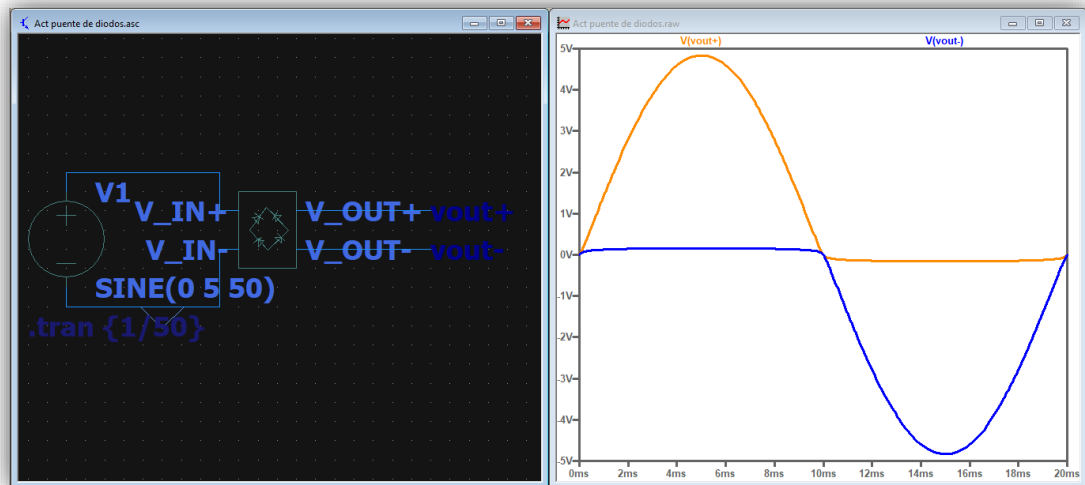 Act puente de diodos.asc
V1
V_IN+
V_OUT+
vout+
V_IN-
V_OUT-
vout-
SINE(0 5 50)
.tran {1/50}
Act puente de diodos.raw
V(vout+)
V(vout-)
5V
4V
3V
2V
1V
0V
-1V
-2V
-3V
-4V
-5V
0ms
2ms
4ms
6ms
8ms
10ms
12ms
14ms
16ms
18ms
20ms